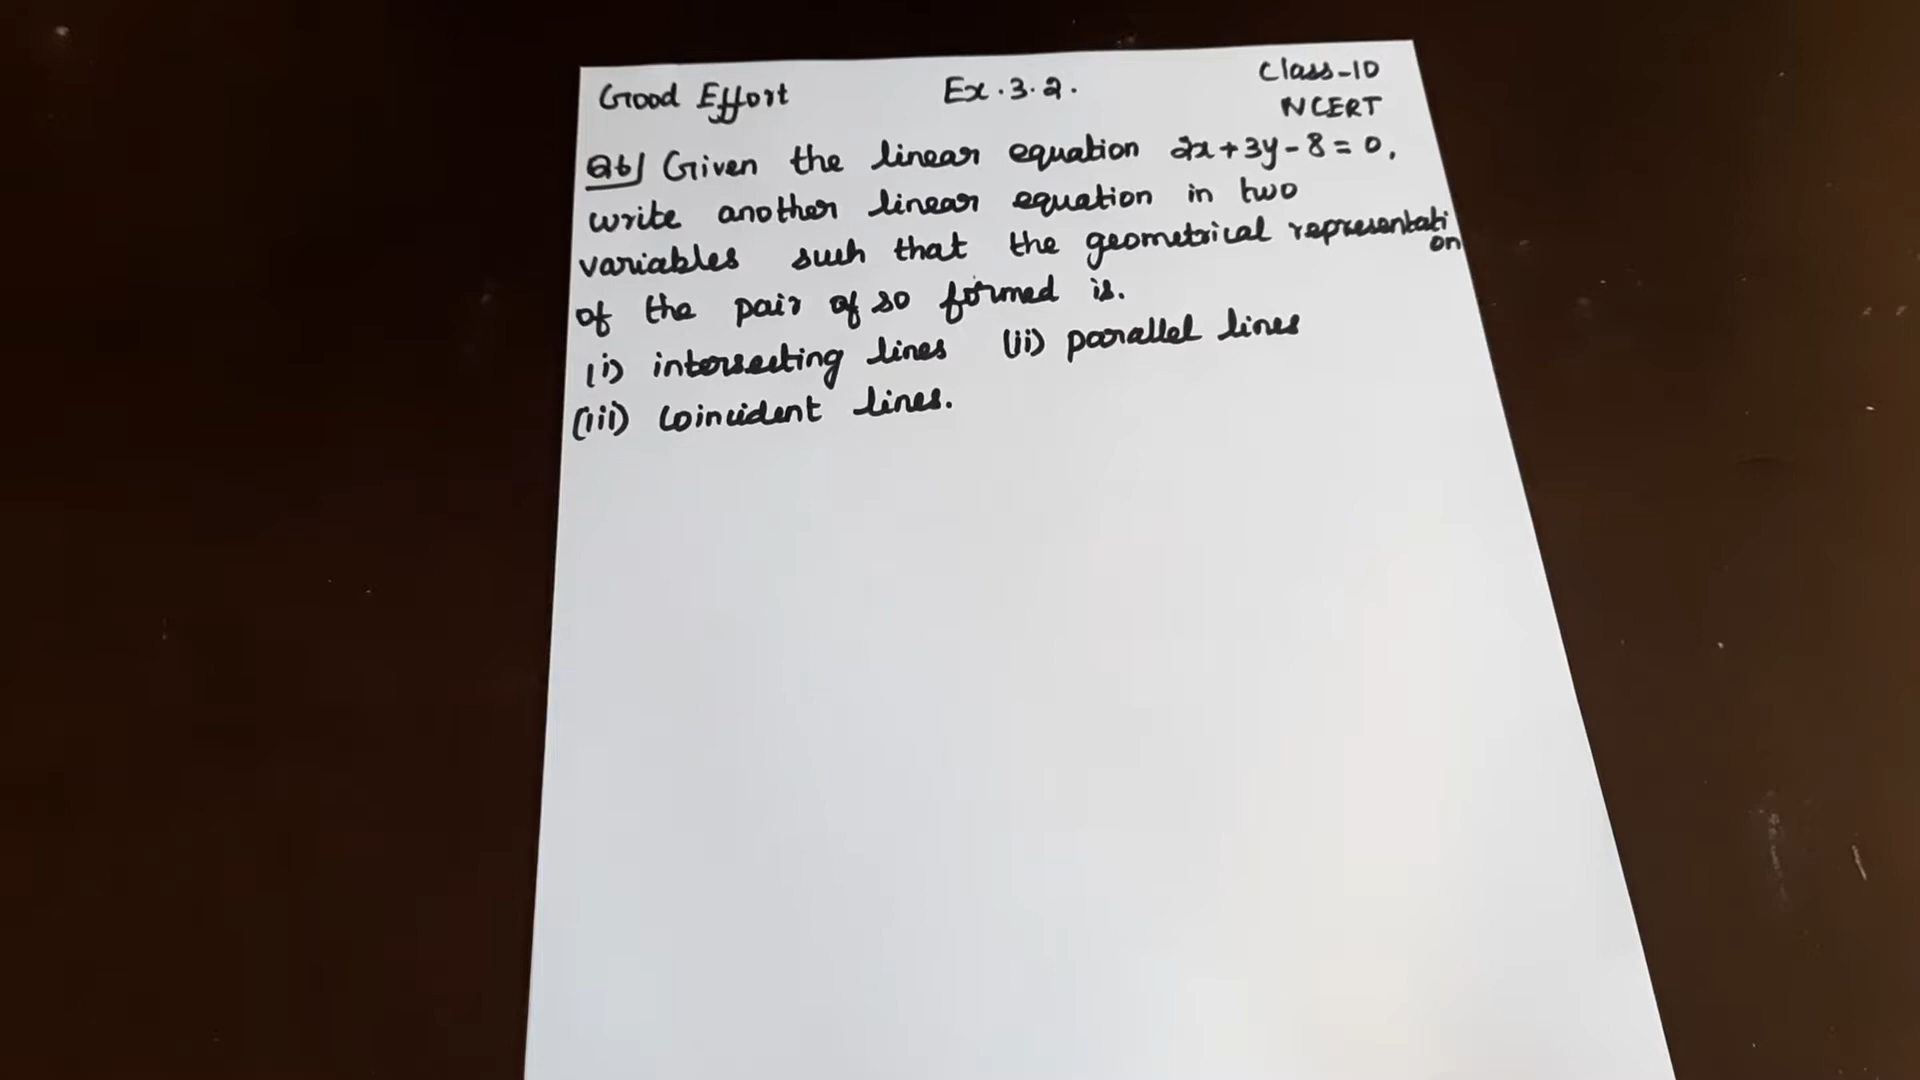 Good Effort Ex.3.2. Class-10
NCERT
Q6) Given the linear equation 2x+3y-8=0,
write another linear equation in two
variables such that the geometrical representati
on
of the pair of so formed is.
(i) intersecting lines (ii) parallel lines
(iii) coincident lines.